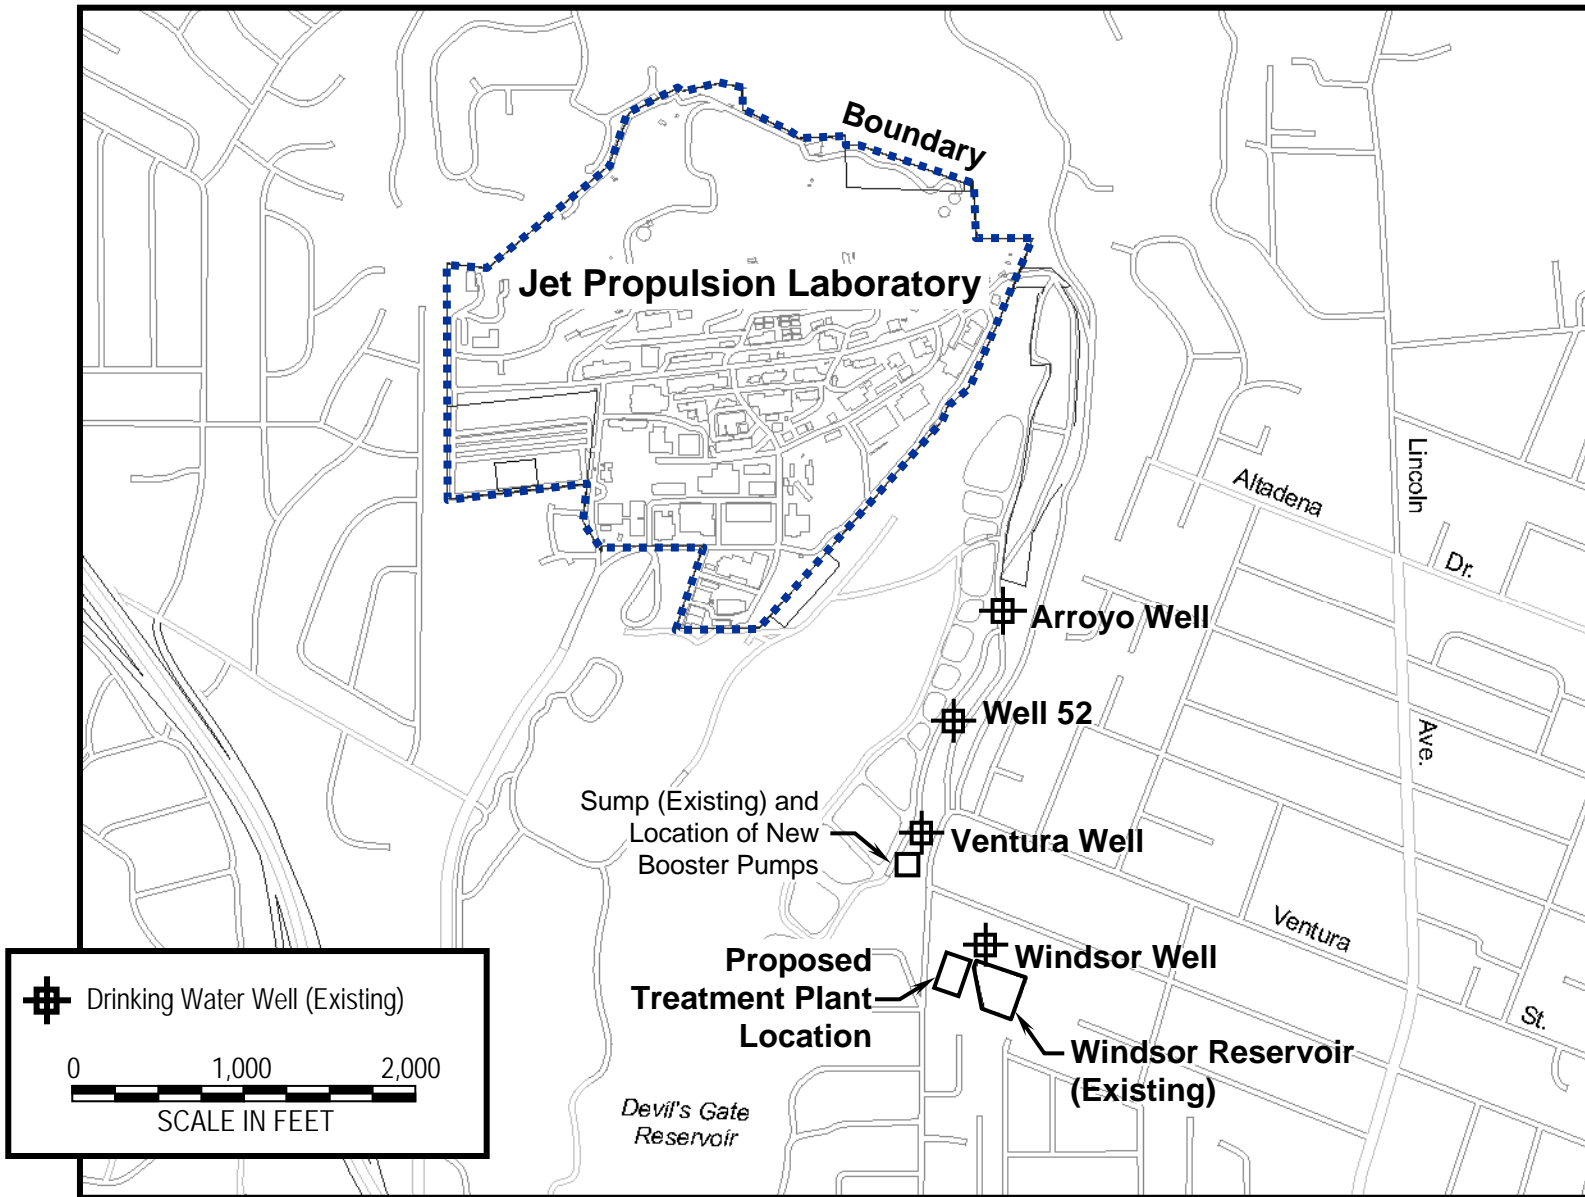 Boundary
Jet Propulsion Laboratory
Lincoln
Ave.
Altadena
Dr.
Arroyo Well
Well 52
Sump (Existing) and
Location of New
Booster Pumps
Ventura Well
Ventura
St.
Windsor Well
Proposed
Treatment Plant
Location
Windsor Reservoir
(Existing)
Devil's Gate
Reservoir
Drinking Water Well (Existing)
0 1,000 2,000
SCALE IN FEET